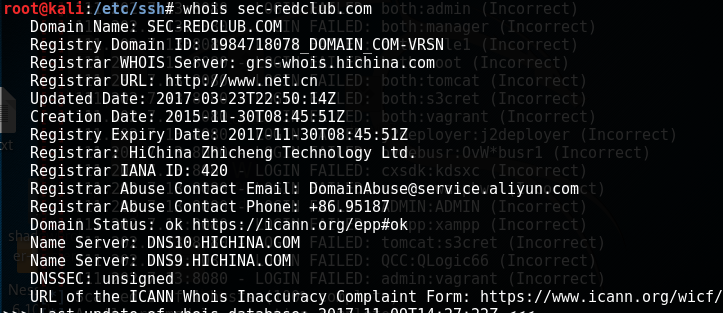 root@kali:/etc/ssh# whois sec-redclub.com
Domain Name: SEC-REDCLUB.COM
Registry Domain ID: 1984718078_DOMAIN_COM-VRSN
Registrar WHOIS Server: grs-whois.hichina.com
Registrar URL: http://www.net.cn
Updated Date: 2017-03-23T22:50:14Z
Creation Date: 2015-11-30T08:45:51Z
Registry Expiry Date: 2017-11-30T08:45:51Z
Registrar: HiChina Zhicheng Technology Ltd.
Registrar IANA ID: 420
Registrar Abuse Contact Email: DomainAbuse@service.aliyun.com
Registrar Abuse Contact Phone: +86.95187
Domain Status: ok https://icann.org/epp#ok
Name Server: DNS10.HICHINA.COM
Name Server: DNS9.HICHINA.COM
DNSSEC: unsigned
URL of the ICANN Whois Inaccuracy Complaint Form: https://www.icann.org/wicf/
>>> Last update of whois database: 2017-11-09T14:27:32Z <<<